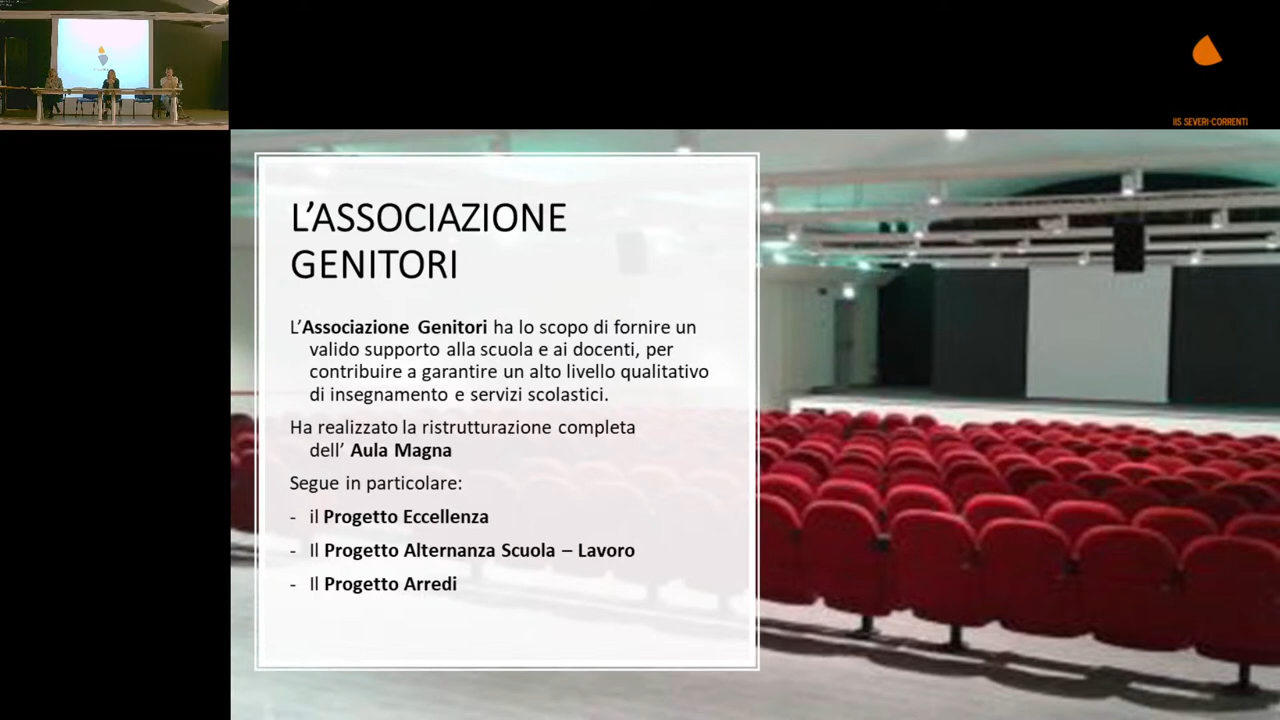 IIS SEVERI-CORRENTI
L'ASSOCIAZIONE
GENITORI
L'Associazione Genitori ha lo scopo di fornire un
valido supporto alla scuola e ai docenti, per
contribuire a garantire un alto livello qualitativo
di insegnamento e servizi scolastici.
Ha realizzato la ristrutturazione completa
dell' Aula Magna
Segue in particolare:
- il Progetto Eccellenza
- Il Progetto Alternanza Scuola – Lavoro
- Il Progetto Arredi